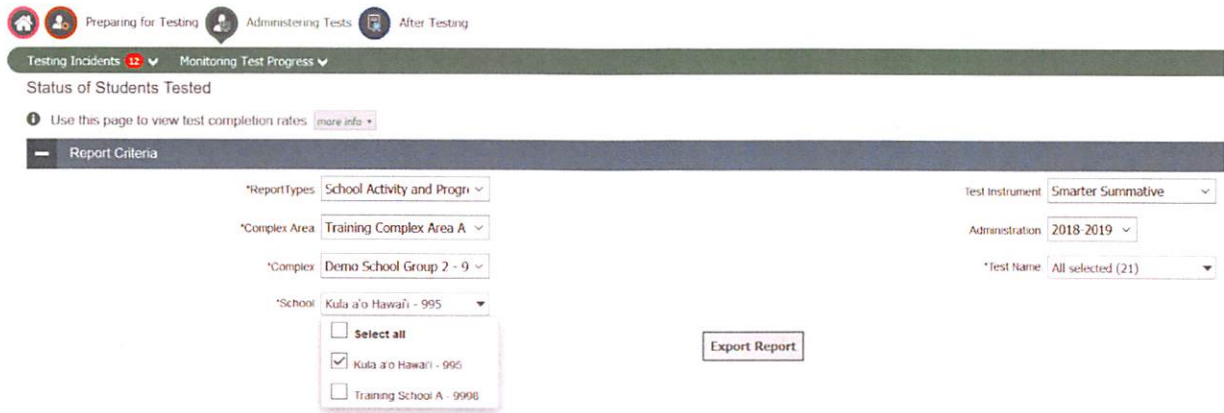 Preparing for Testing Administering Tests After Testing
Testing Incidents 12 Monitoring Test Progress
Status of Students Tested
Use this page to view test completion rates more info
Report Criteria
*ReportTypes School Activity and Progr
Test Instrument Smarter Summative
*Complex Area Training Complex Area A
Administration 2018-2019
*Complex Demo School Group 2 - 9
*Test Name All selected (21)
*School Kula a'o Hawai'i - 995
Select all
Kula a'o Hawai'i - 995
Training School A - 9998
Export Report